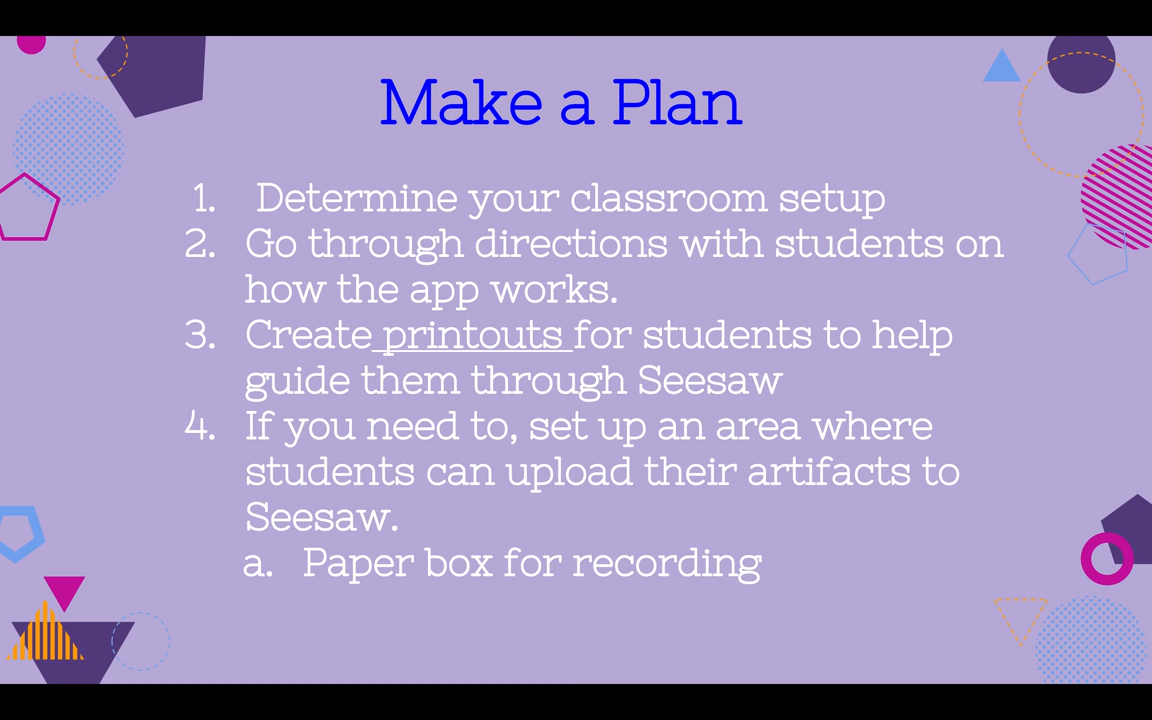 Make a Plan
1. Determine your classroom setup
2. Go through directions with students on
how the app works.
3. Create printouts for students to help
guide them through Seesaw
4. If you need to, set up an area where
students can upload their artifacts to
Seesaw.
a. Paper box for recording